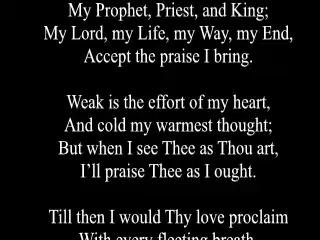 My Prophet, Priest, and King;
My Lord, my Life, my Way, my End,
Accept the praise I bring.
Weak is the effort of my heart,
And cold my warmest thought;
But when I see Thee as Thou art,
I’ll praise Thee as I ought.
Till then I would Thy love proclaim
With every fleeting breath